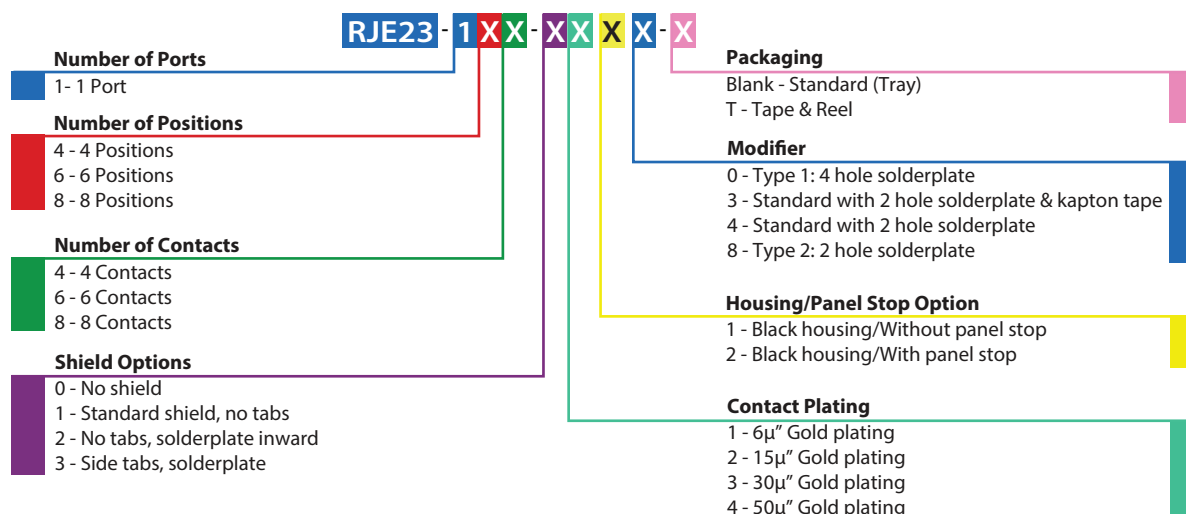 RJE23-1XX-XXXX-X
Number of Ports
1- 1 Port
Number of Positions
4 - 4 Positions
6 - 6 Positions
8 - 8 Positions
Number of Contacts
4 - 4 Contacts
6 - 6 Contacts
8 - 8 Contacts
Shield Options
0 - No shield
1 - Standard shield, no tabs
2 - No tabs, solderplate inward
3 - Side tabs, solderplate
Packaging
Blank - Standard (Tray)
T - Tape & Reel
Modifier
0 - Type 1: 4 hole solderplate
3 - Standard with 2 hole solderplate & kapton tape
4 - Standard with 2 hole solderplate
8 - Type 2: 2 hole solderplate
Housing/Panel Stop Option
1 - Black housing/Without panel stop
2 - Black housing/With panel stop
Contact Plating
1 - 6µ” Gold plating
2 - 15µ” Gold plating
3 - 30µ” Gold plating
4 - 50µ” Gold plating